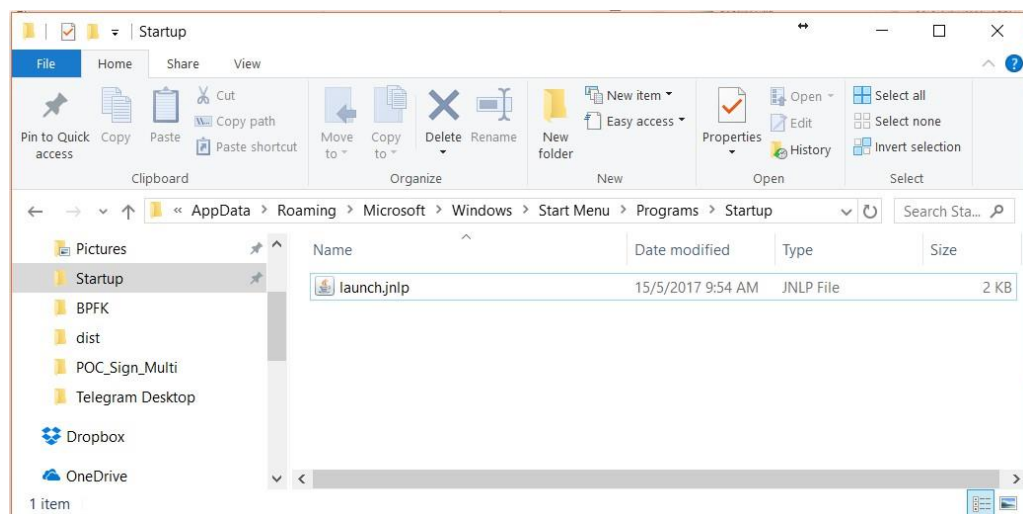 Startup
File Home Share View
Pin to Quick access
Copy
Paste
Cut
Copy path
Paste shortcut
Clipboard
Move to
Copy to
Delete
Rename
Organize
New folder
New item
Easy access
New
Properties
Open
Edit
History
Open
Select all
Select none
Invert selection
Select
« AppData > Roaming > Microsoft > Windows > Start Menu > Programs > Startup
Search Sta...
Pictures
Startup
BPFK
dist
POC_Sign_Multi
Telegram Desktop
Dropbox
OneDrive
Name Date modified Type Size
launch.jnlp 15/5/2017 9:54 AM JNLP File 2 KB
1 item